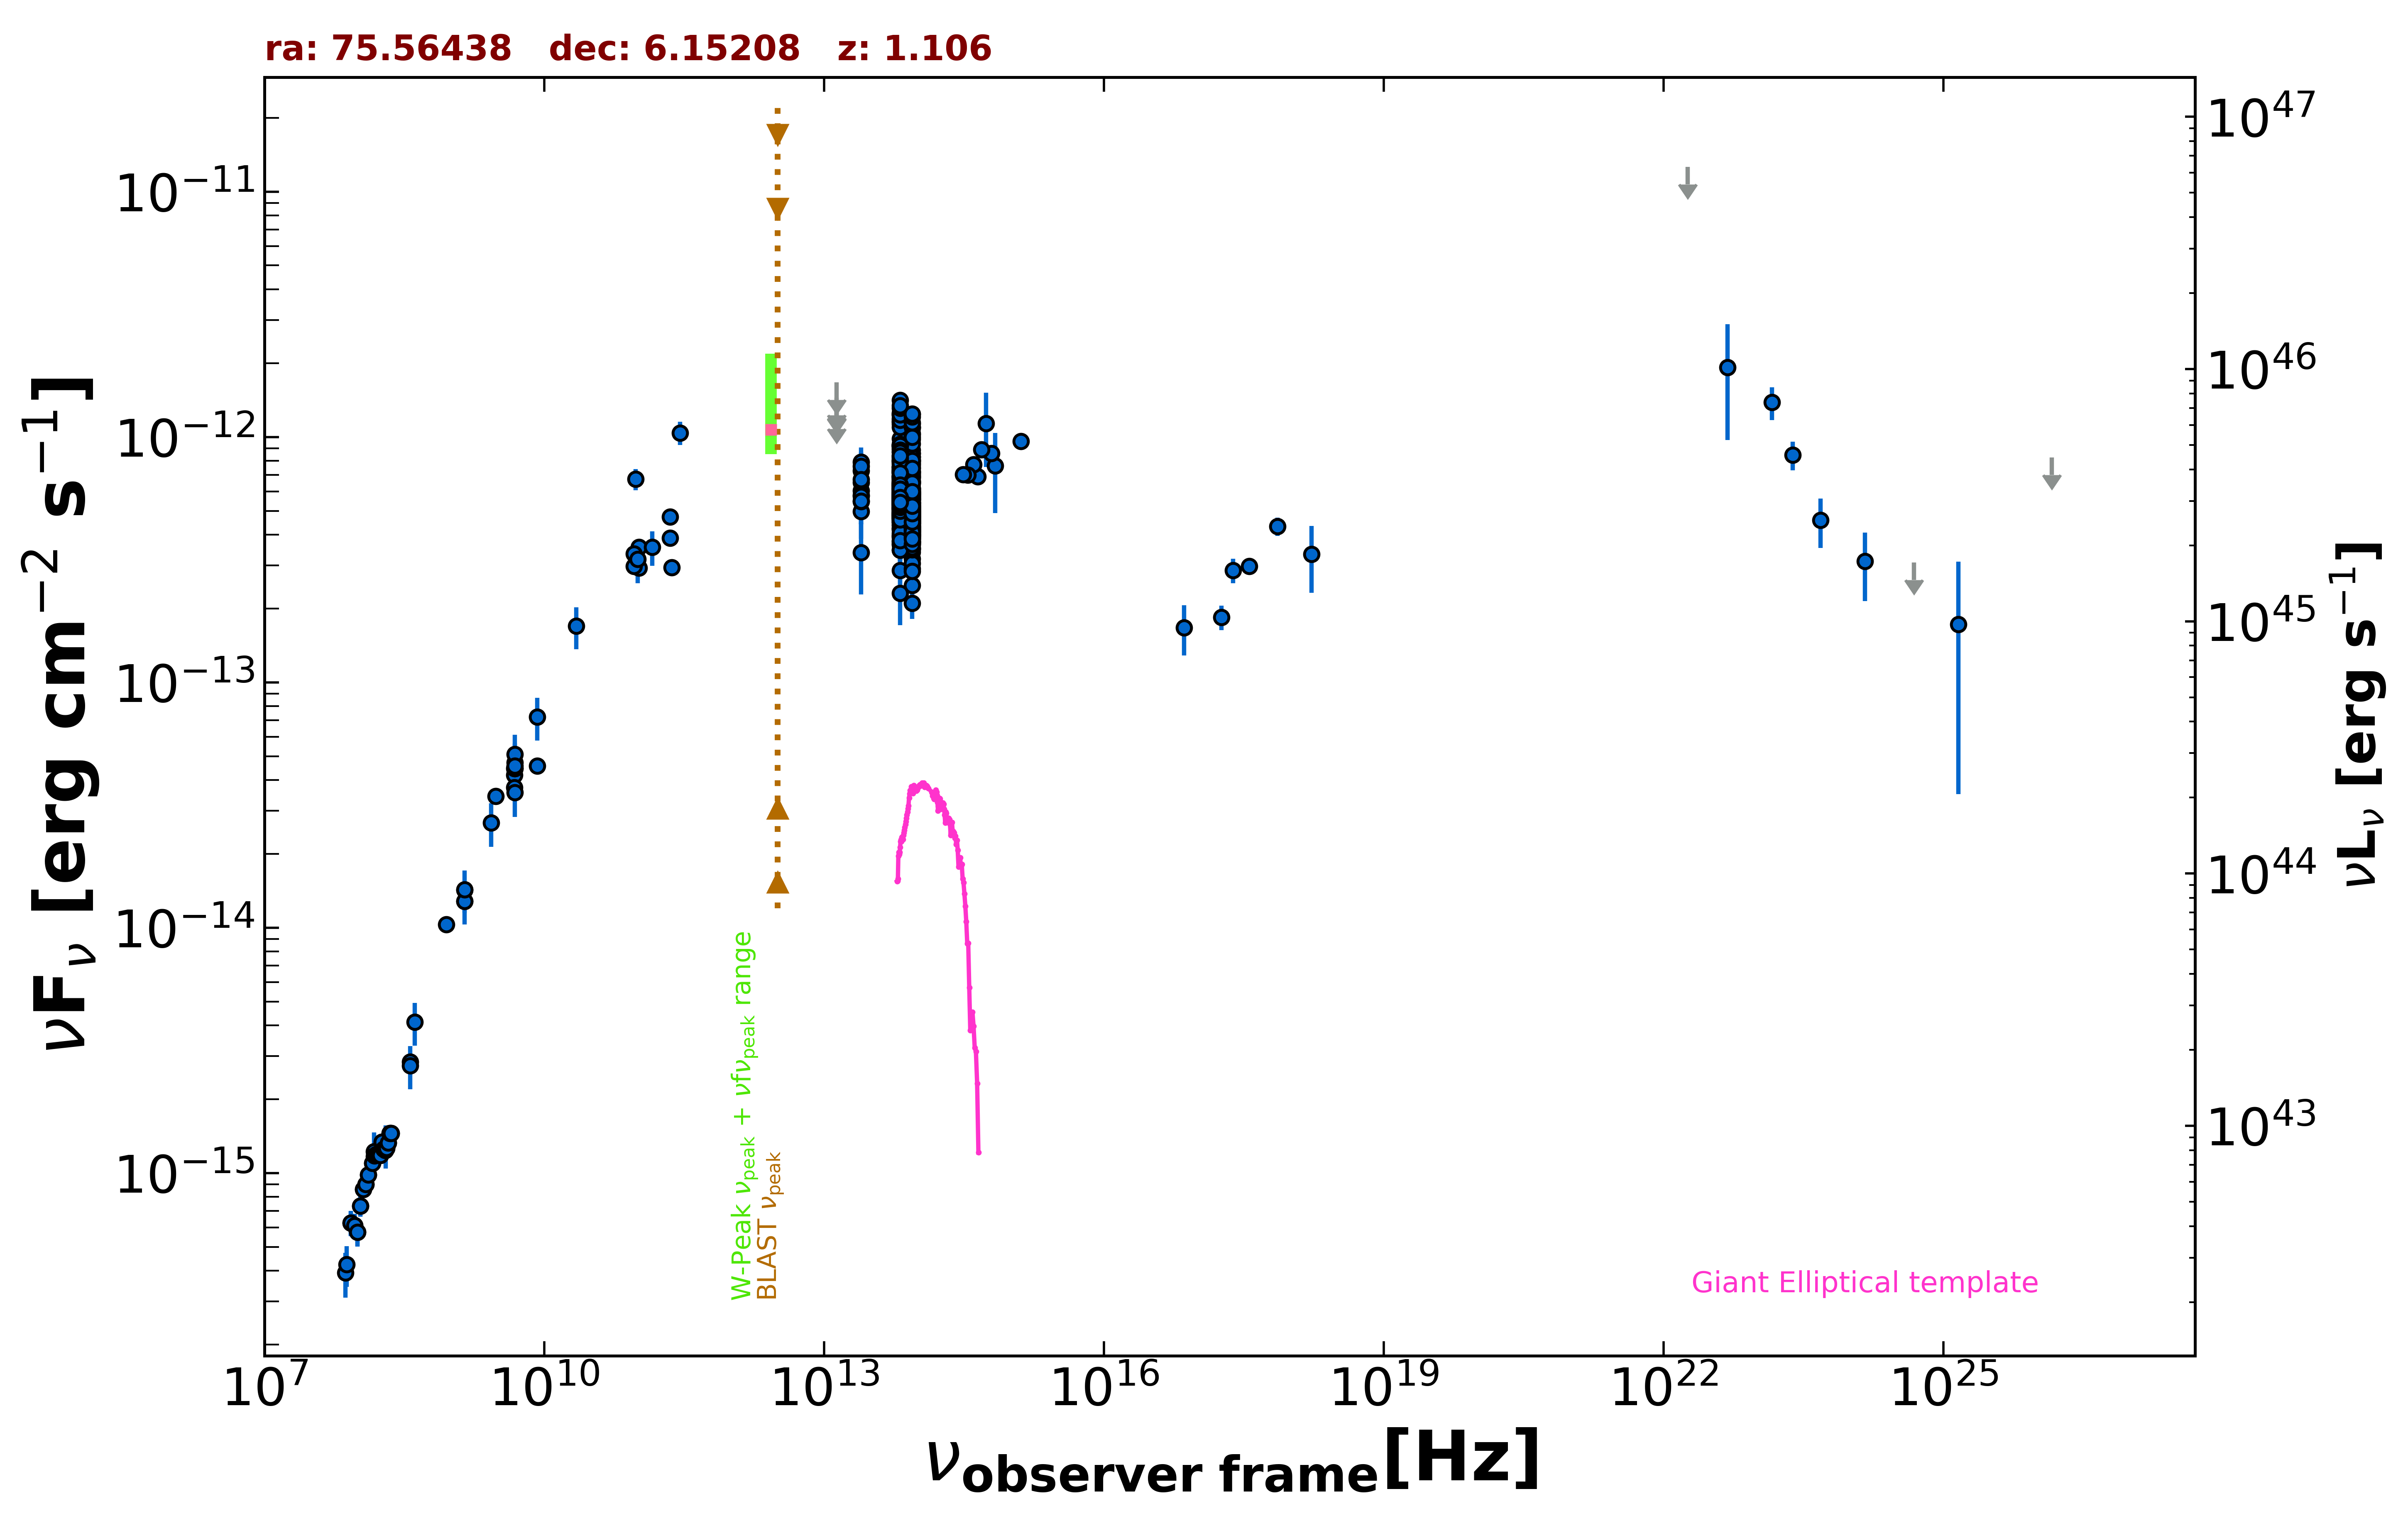 ra: 75.56438   dec: 6.15208   z: 1.106
νF_ν [erg cm^−2 s^−1]
10^−11
10^−12
10^−13
10^−14
10^−15
10^47
10^46
10^45
10^44
10^43
νL_ν [erg s^−1]
W-Peak ν_peak + νfν_peak range
BLAST ν_peak
Giant Elliptical template
10^7 10^10 10^13 10^16 10^19 10^22 10^25
ν_observer frame [Hz]